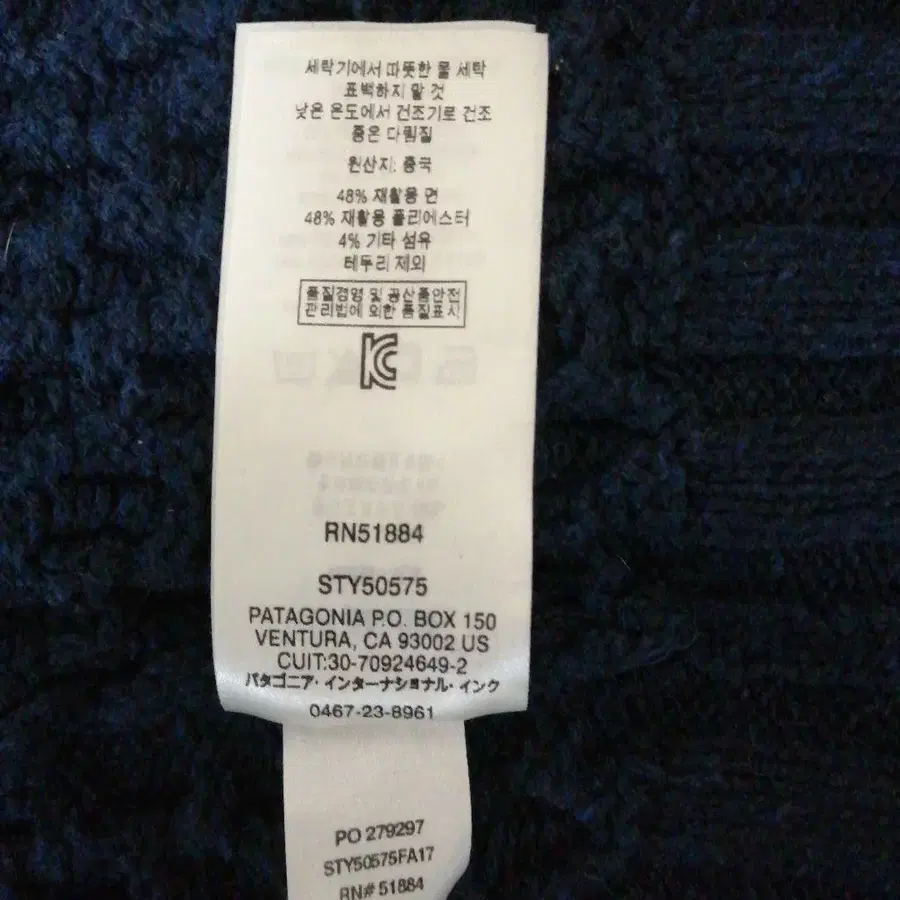 세탁기에서 따뜻한 물 세탁
표백하지 말 것
낮은 온도에서 건조기로 건조
중온 다림질
원산지: 중국
48% 재활용 면
48% 재활용 폴리에스터
4% 기타 섬유
테두리 제외
품질경영 및 공산품안전
관리법에 의한 품질표시
KC
RN51884
STY50575
PATAGONIA P.O. BOX 150
VENTURA, CA 93002 US
CUIT:30-70924649-2
パタゴニア・インターナショナル・インク
0467-23-8961
PO 279297
STY50575FA17
RN# 51884